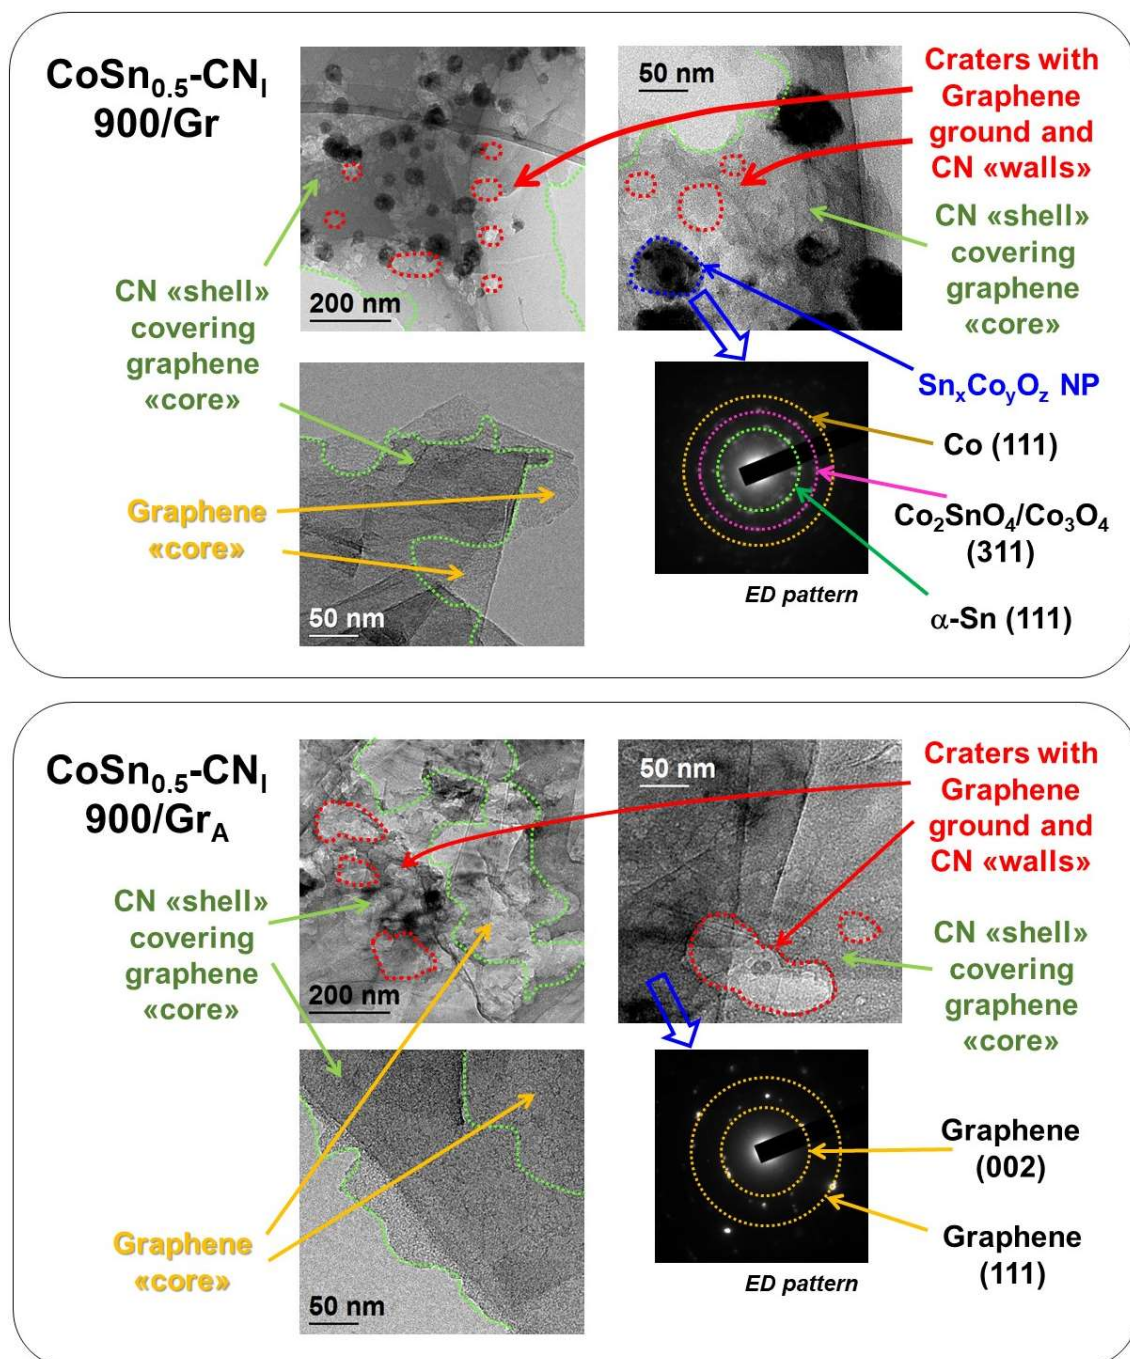 CoSn0.5-CNI
900/Gr
200 nm
50 nm
Craters with
Graphene
ground and
CN «walls»
CN «shell»
covering
graphene
«core»
CN «shell»
covering
graphene
«core»
SnxCoyOz NP
Co (111)
Graphene
«core»
Co2SnO4/Co3O4
(311)
50 nm
ED pattern
α-Sn (111)
CoSn0.5-CNI
900/GrA
50 nm
Craters with
Graphene
ground and
CN «walls»
CN «shell»
covering
graphene
«core»
200 nm
CN «shell»
covering
graphene
«core»
Graphene
(002)
Graphene
«core»
Graphene
(111)
50 nm
ED pattern